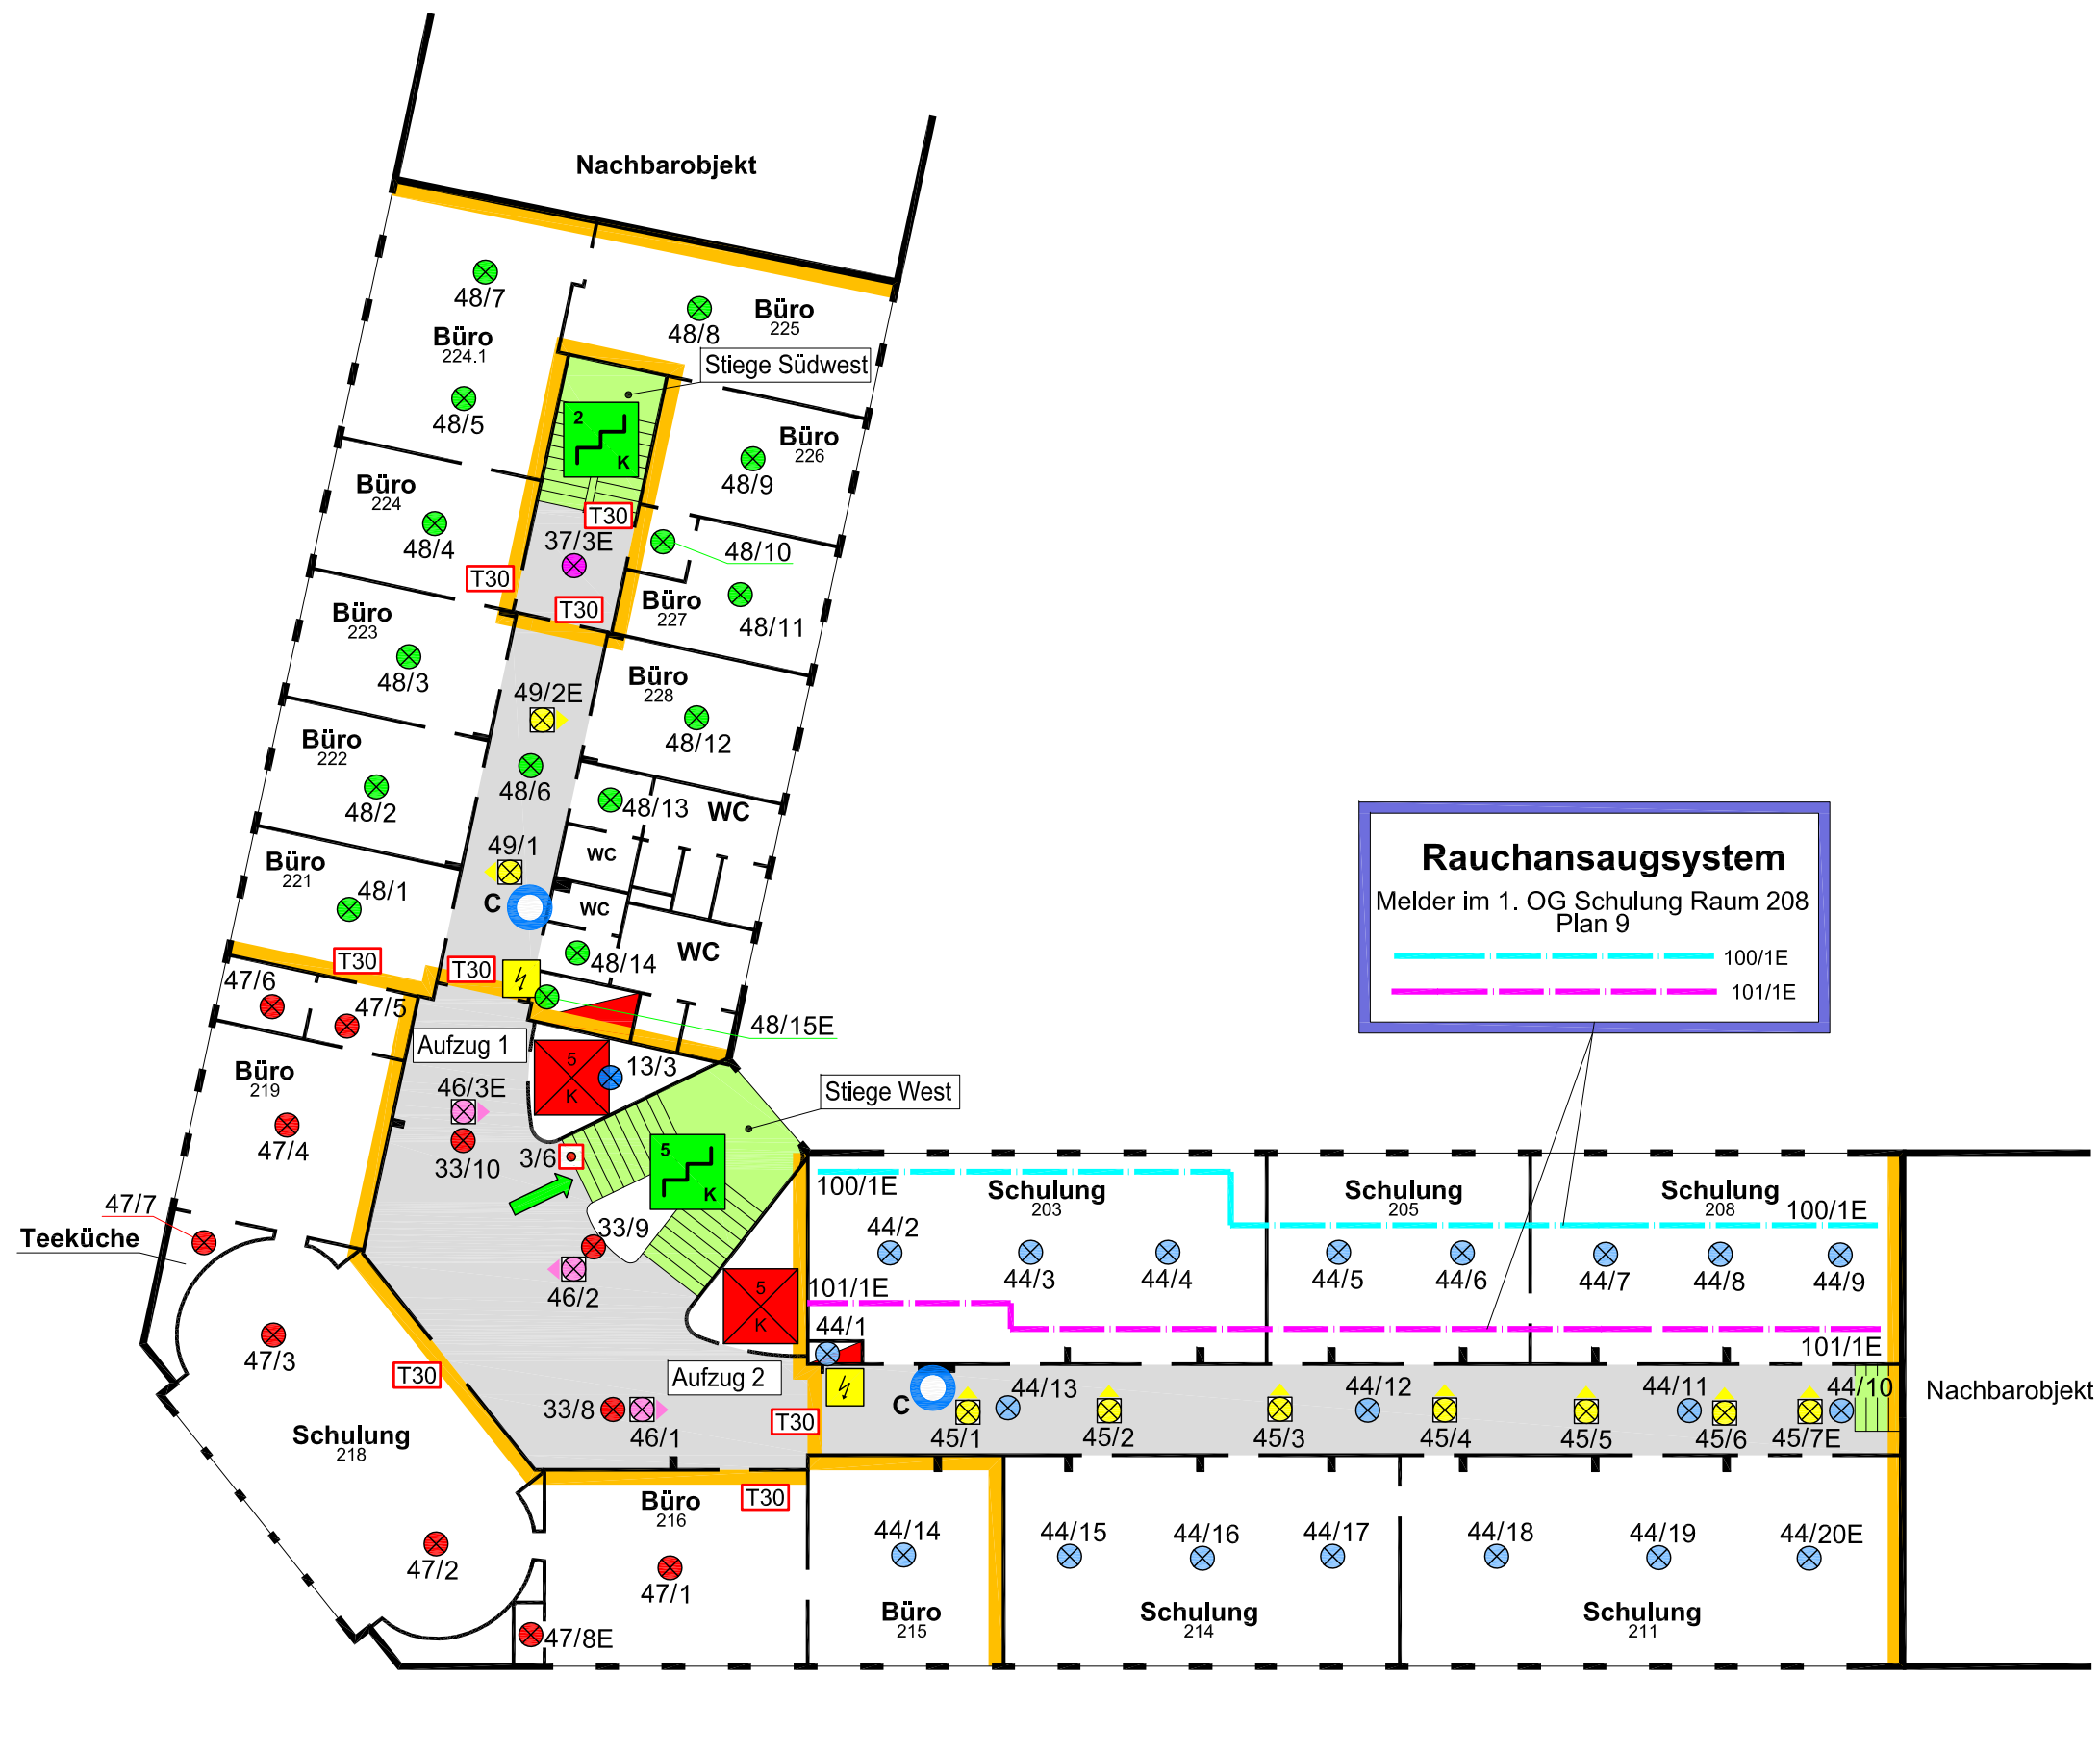 Nachbarobjekt
48/7
48/8
Büro
225
Büro
224.1
Stiege Südwest
48/5
2
K
Büro
226
48/9
Büro
224
48/4
T30
37/3E
48/10
T30
T30
Büro
227
48/11
Büro
223
48/3
Büro
228
49/2E
48/12
Büro
222
48/2
48/6
48/13
WC
49/1
WC
Büro
221
48/1
C
WC
WC
48/14
T30
T30
47/6
47/5
48/15E
Aufzug 1
5
K
13/3
Büro
219
46/3E
47/4
33/10
3/6
Stiege West
5
K
47/7
Teeküche
33/9
46/2
47/3
5
K
T30
Aufzug 2
33/8
46/1
T30
Schulung
218
Büro
216
T30
47/2
47/1
47/8E
Rauchansaugsystem
Melder im 1. OG Schulung Raum 208
Plan 9
100/1E
101/1E
100/1E
Schulung
203
Schulung
205
Schulung
208
100/1E
44/2
44/3
44/4
44/5
44/6
44/7
44/8
44/9
101/1E
44/1
101/1E
C
44/13
44/12
44/11
44/10
45/1
45/2
45/3
45/4
45/5
45/6
45/7E
Nachbarobjekt
44/14
44/15
44/16
44/17
44/18
44/19
44/20E
Büro
215
Schulung
214
Schulung
211